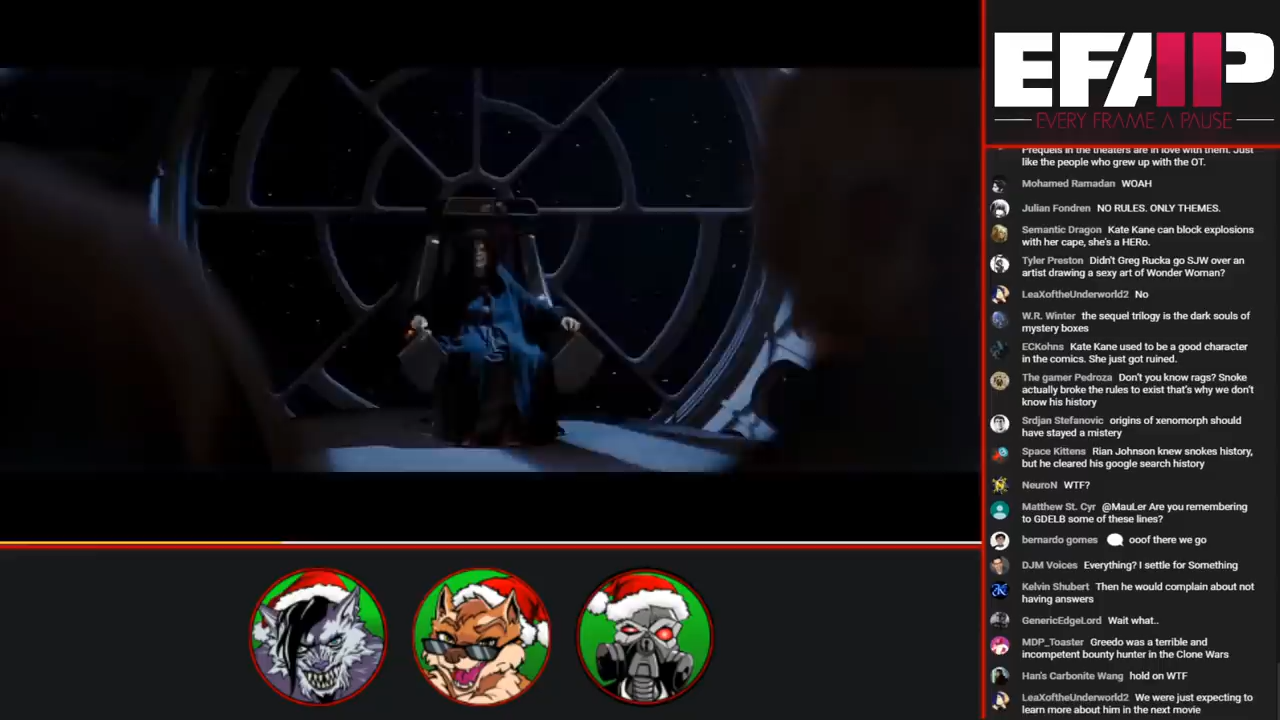 EFAP
EVERY FRAME A PAUSE
Prequels in the theaters are in love with them. Just
like the people who grew up with the OT.
Mohamed Ramadan WOAH
Julian Fondren NO RULES. ONLY THEMES.
Semantic Dragon Kate Kane can block explosions
with her cape, she's a HERo.
Tyler Preston Didn't Greg Rucka go SJW over an
artist drawing a sexy art of Wonder Woman?
LeaXoftheUnderworld2 No
W.R. Winter the sequel trilogy is the dark souls of
mystery boxes
ECKohns Kate Kane used to be a good character
in the comics. She just got ruined.
The gamer Pedroza Don't you know rags? Snoke
actually broke the rules to exist that's why we don't
know his history
Srdjan Stefanovic origins of xenomorph should
have stayed a mistery
Space Kittens Rian Johnson knew snokes history,
but he cleared his google search history
NeuroN WTF?
Matthew St. Cyr @MauLer Are you remembering
to GDELB some of these lines?
bernardo gomes ooof there we go
DJM Voices Everything? I settle for Something
Kelvin Shubert Then he would complain about not
having answers
GenericEdgeLord Wait what..
MDP_Toaster Greedo was a terrible and
incompetent bounty hunter in the Clone Wars
Han's Carbonite Wang hold on WTF
LeaXoftheUnderworld2 We were just expecting to
learn more about him in the next movie